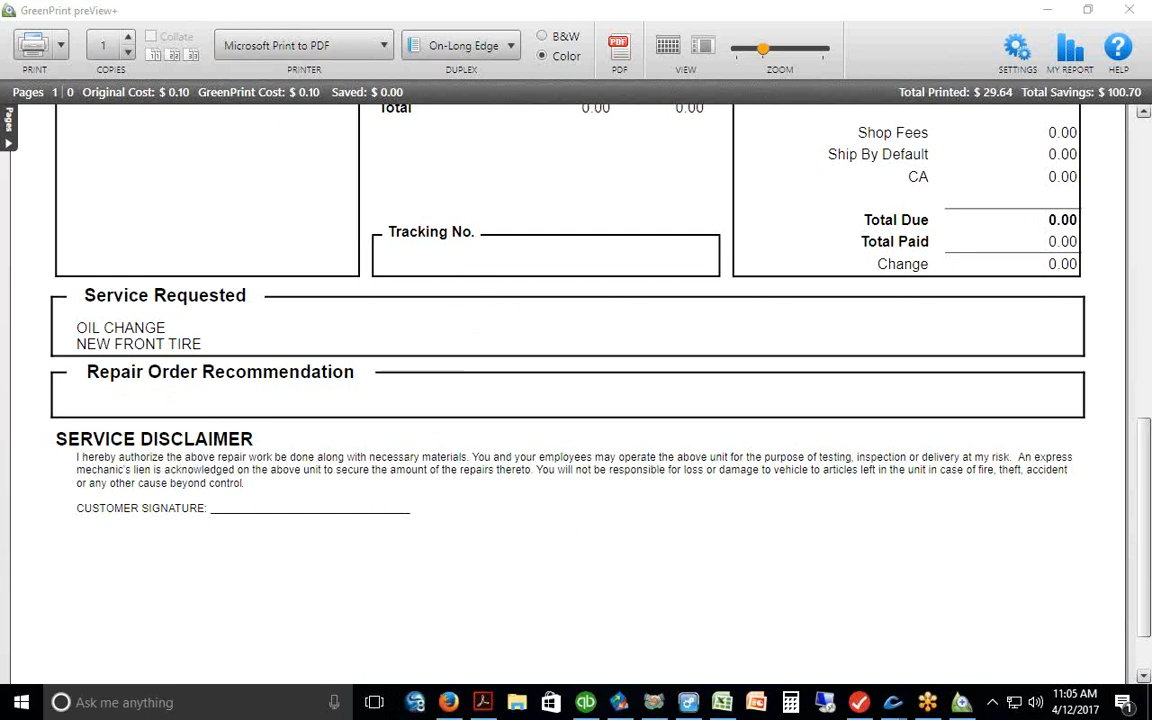 GreenPrint preView+
1
Collate
Microsoft Print to PDF
On-Long Edge
B&W
Color
PDF
PRINT
COPIES
PRINTER
DUPLEX
PDF
VIEW
ZOOM
SETTINGS
MY REPORT
HELP
Pages 1 | 0 Original Cost: $ 0.10 GreenPrint Cost: $ 0.10 Saved: $ 0.00 Total Printed: $ 29.64 Total Savings: $ 100.70
Pages
Total 0.00 0.00
Shop Fees 0.00
Ship By Default 0.00
CA 0.00
Total Due 0.00
Total Paid 0.00
Change 0.00
Tracking No.
Service Requested
OIL CHANGE
NEW FRONT TIRE
Repair Order Recommendation
SERVICE DISCLAIMER
I hereby authorize the above repair work be done along with necessary materials. You and your employees may operate the above unit for the purpose of testing, inspection or delivery at my risk. An express
mechanic's lien is acknowledged on the above unit to secure the amount of the repairs thereto. You will not be responsible for loss or damage to vehicle to articles left in the unit in case of fire, theft, accident
or any other cause beyond control.
CUSTOMER SIGNATURE:
Ask me anything
11:05 AM
4/12/2017
1